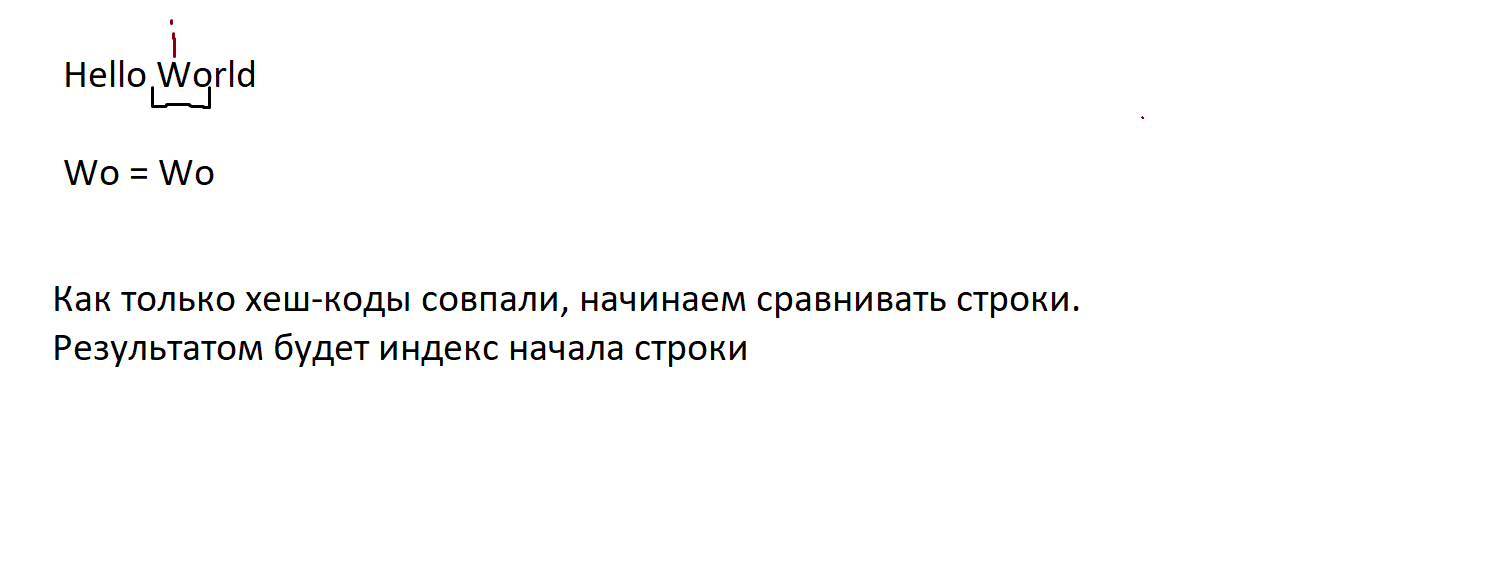 i
Hello World
Wo = Wo
Как только хеш-коды совпали, начинаем сравнивать строки.
Результатом будет индекс начала строки